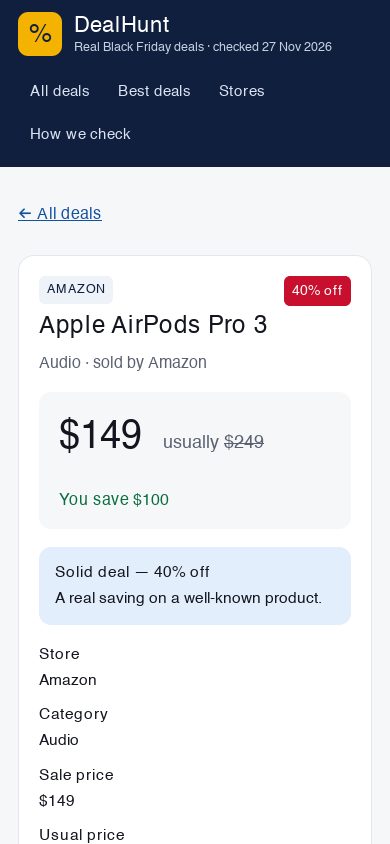 %
DealHunt
Real Black Friday deals · checked 27 Nov 2026
All deals Best deals Stores
How we check
← All deals
AMAZON
40% off
Apple AirPods Pro 3
Audio · sold by Amazon
$149 usually $249
You save $100
Solid deal — 40% off
A real saving on a well-known product.
Store
Amazon
Category
Audio
Sale price
$149
Usual price